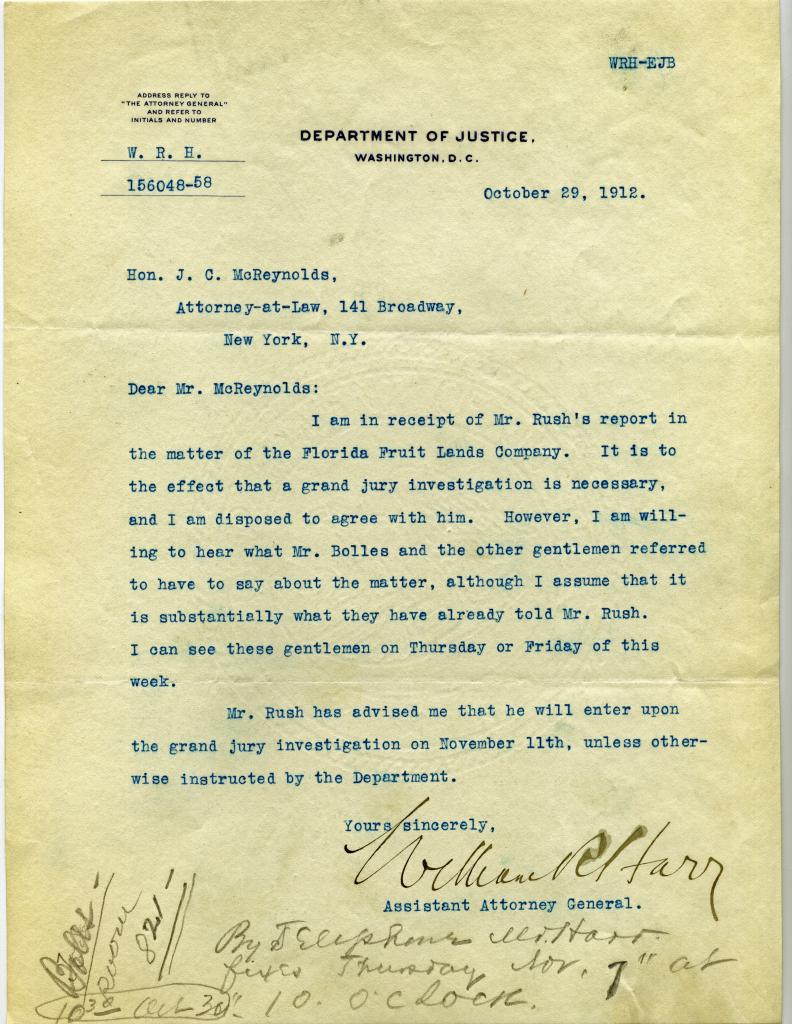 WRH-EJB
ADDRESS REPLY TO
"THE ATTORNEY GENERAL"
AND REFER TO
INITIALS AND NUMBER
W. R. H.
156048-58
DEPARTMENT OF JUSTICE,
WASHINGTON, D. C.
October 29, 1912.
Hon. J. C. McReynolds,
Attorney-at-Law, 141 Broadway,
New York, N.Y.
Dear Mr. McReynolds:
I am in receipt of Mr. Rush's report in
the matter of the Florida Fruit Lands Company. It is to
the effect that a grand jury investigation is necessary,
and I am disposed to agree with him. However, I am will-
ing to hear what Mr. Bolles and the other gentlemen referred
to have to say about the matter, although I assume that it
is substantially what they have already told Mr. Rush.
I can see these gentlemen on Thursday or Friday of this
week.
Mr. Rush has advised me that he will enter upon
the grand jury investigation on November 11th, unless other-
wise instructed by the Department.
Yours sincerely,
William R Harr
Assistant Attorney General.
Bolles
Room
821
10 30 Oct 30"
By Telephone Mr. Harr
fixes Thursday Nov. 7" at
10. O'Clock.